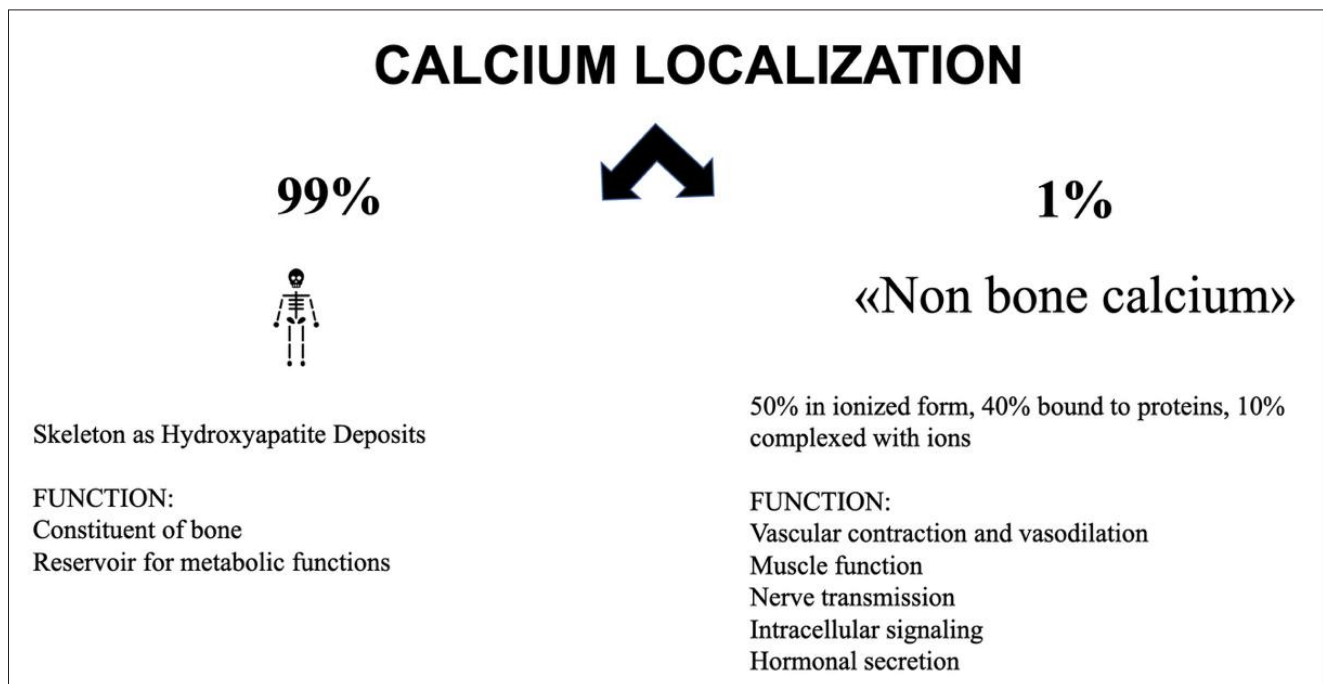 CALCIUM LOCALIZATION
99%
Skeleton as Hydroxyapatite Deposits
FUNCTION:
Constituent of bone
Reservoir for metabolic functions
1%
«Non bone calcium»
50% in ionized form, 40% bound to proteins, 10%
complexed with ions
FUNCTION:
Vascular contraction and vasodilation
Muscle function
Nerve transmission
Intracellular signaling
Hormonal secretion